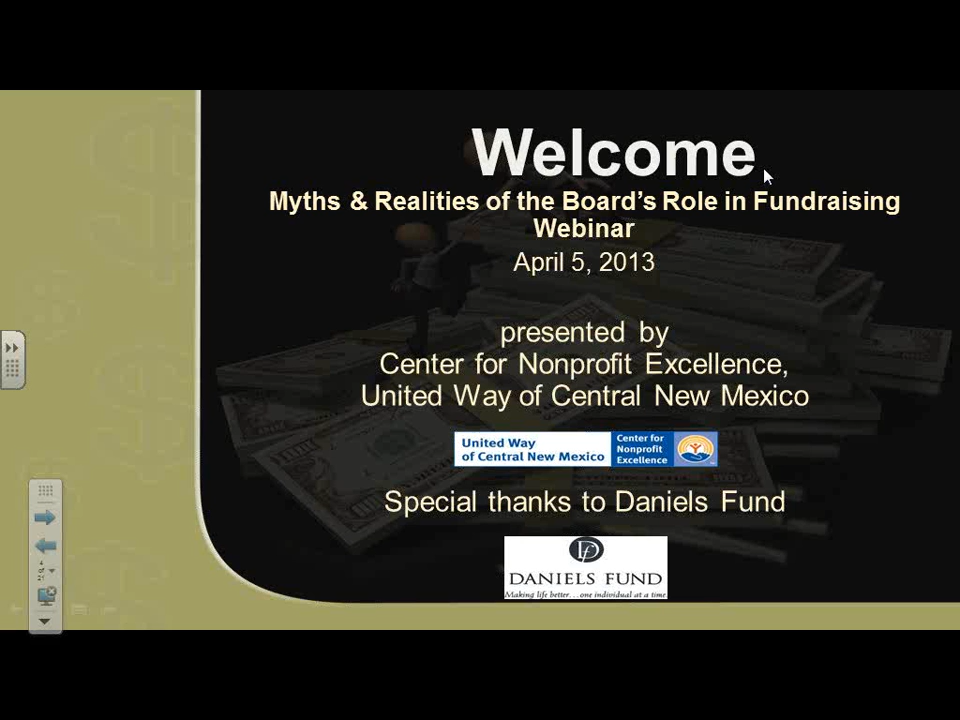 Welcome
Myths & Realities of the Board's Role in Fundraising
Webinar
April 5, 2013
presented by
Center for Nonprofit Excellence,
United Way of Central New Mexico
United Way
of Central New Mexico
Center for
Nonprofit
Excellence
Special thanks to Daniels Fund
DF
DANIELS FUND
Making life better...one individual at a time